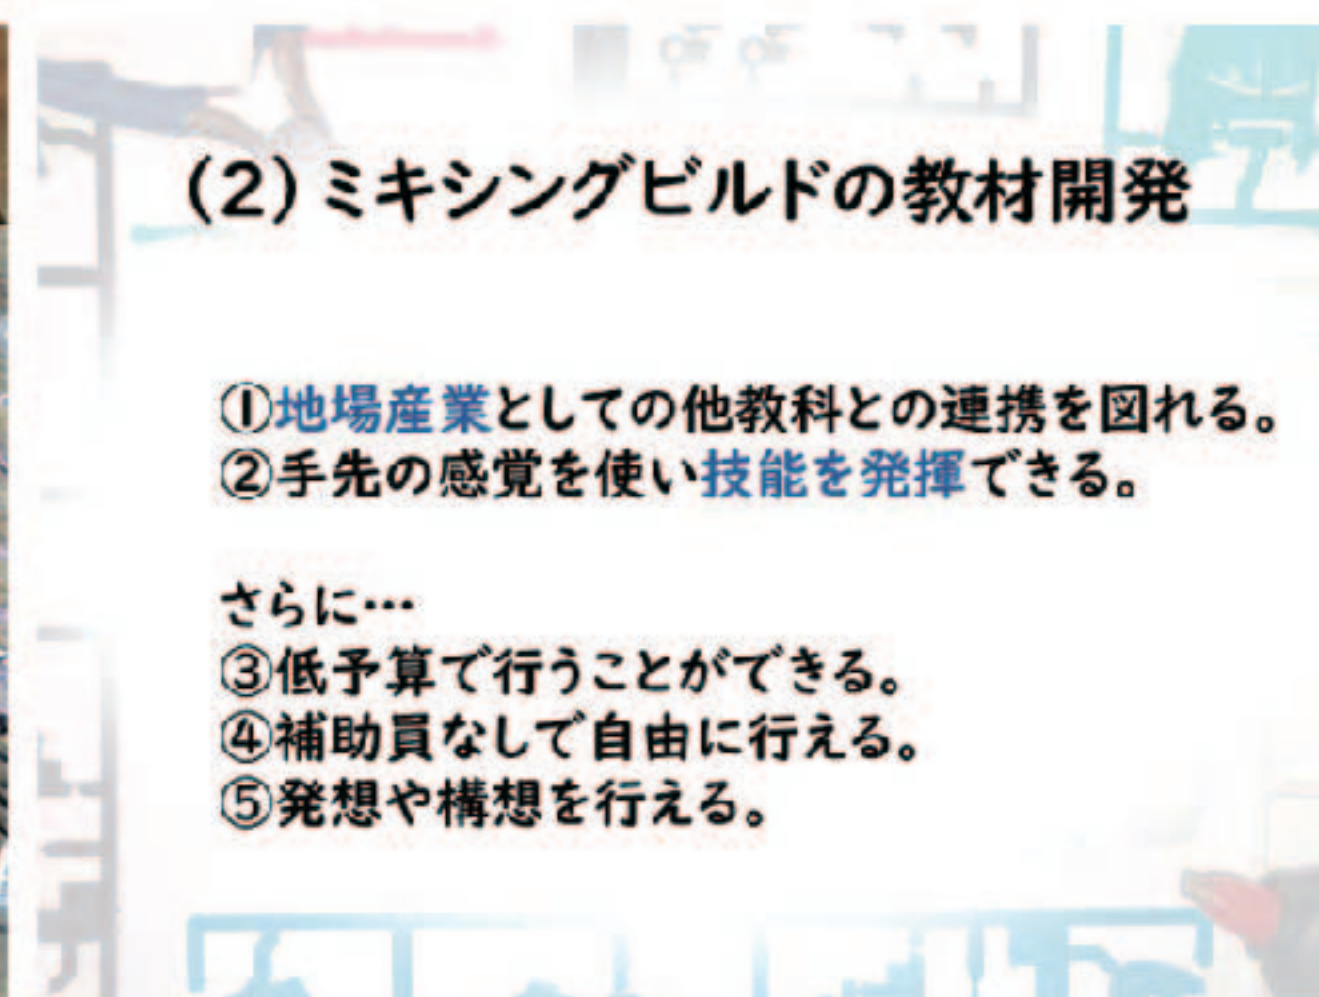 （2）ミキシングビルドの教材開発
①地場産業としての他教科との連携を図れる。
②手先の感覚を使い技能を発揮できる。
さらに…
③低予算で行うことができる。
④補助員なしで自由に行える。
⑤発想や構想を行える。